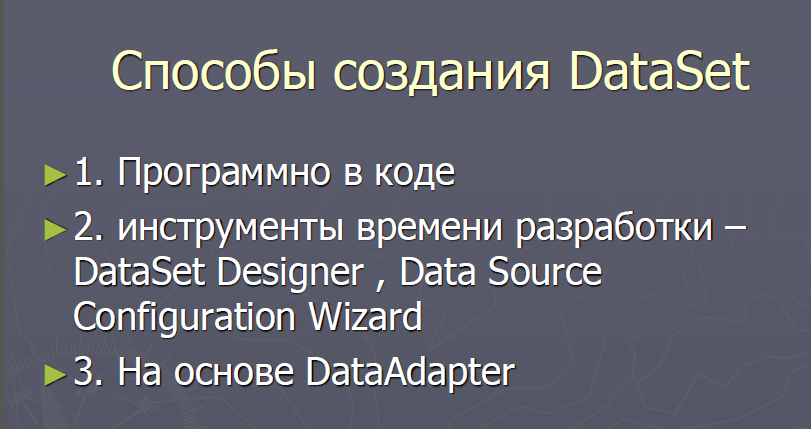 Способы создания DataSet
►1. Программно в коде
►2. инструменты времени разработки –
DataSet Designer , Data Source
Configuration Wizard
►3. На основе DataAdapter